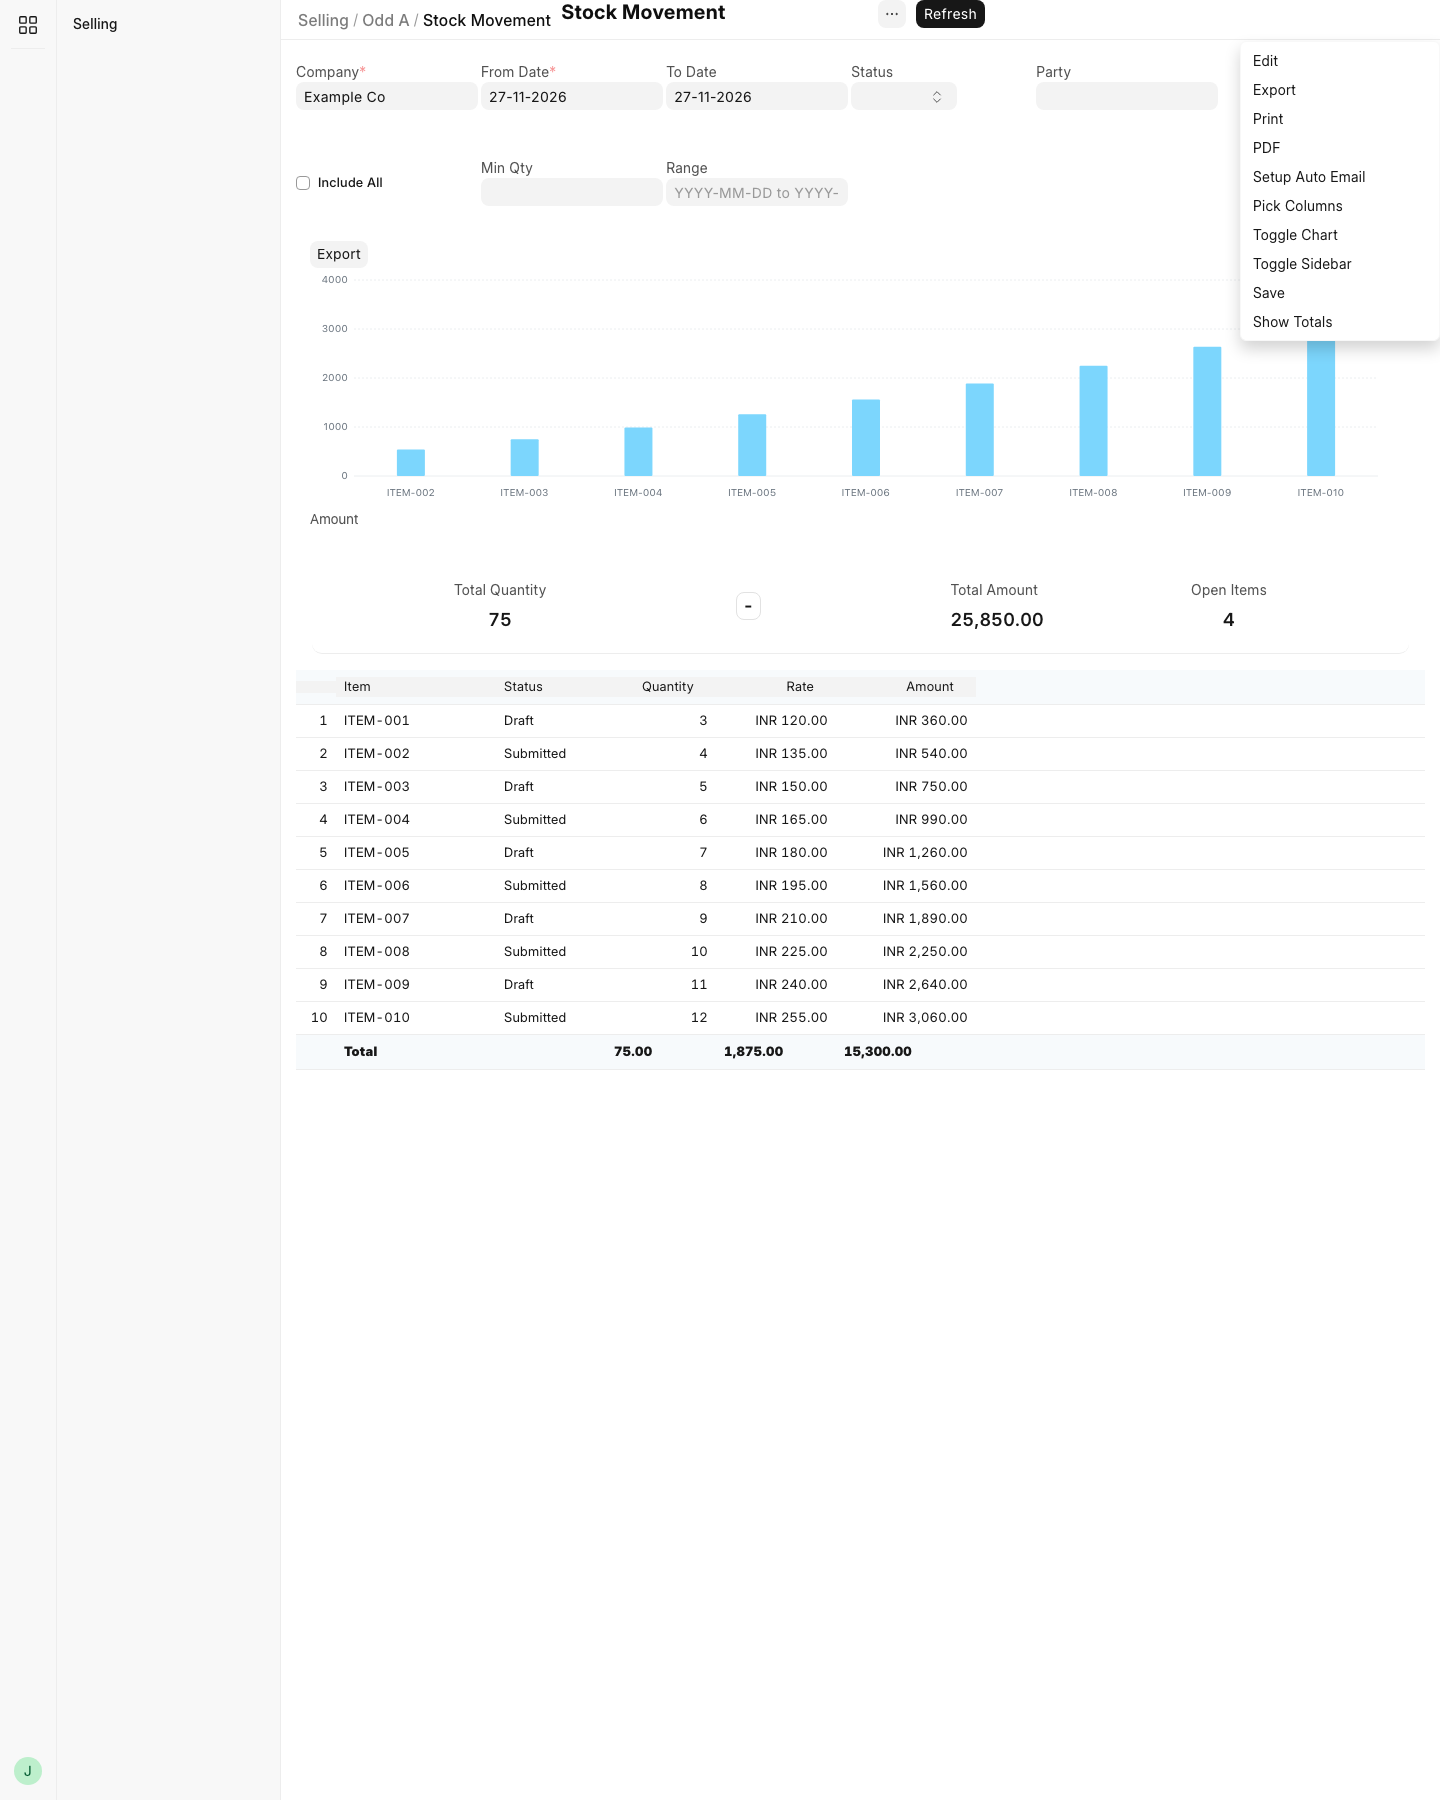 Selling
Selling / Odd A / Stock Movement
Stock Movement
...
Refresh
Edit
Export
Print
PDF
Setup Auto Email
Pick Columns
Toggle Chart
Toggle Sidebar
Save
Show Totals
Company* From Date* To Date Status Party
Example Co 27-11-2026 27-11-2026
Include All
Min Qty Range
YYYY-MM-DD to YYYY-
Export
4000
3000
2000
1000
0
ITEM-002 ITEM-003 ITEM-004 ITEM-005 ITEM-006 ITEM-007 ITEM-008 ITEM-009 ITEM-010
Amount
Total Quantity Total Amount Open Items
75 - 25,850.00 4
Item Status Quantity Rate Amount
1 ITEM-001 Draft 3 INR 120.00 INR 360.00
2 ITEM-002 Submitted 4 INR 135.00 INR 540.00
3 ITEM-003 Draft 5 INR 150.00 INR 750.00
4 ITEM-004 Submitted 6 INR 165.00 INR 990.00
5 ITEM-005 Draft 7 INR 180.00 INR 1,260.00
6 ITEM-006 Submitted 8 INR 195.00 INR 1,560.00
7 ITEM-007 Draft 9 INR 210.00 INR 1,890.00
8 ITEM-008 Submitted 10 INR 225.00 INR 2,250.00
9 ITEM-009 Draft 11 INR 240.00 INR 2,640.00
10 ITEM-010 Submitted 12 INR 255.00 INR 3,060.00
Total 75.00 1,875.00 15,300.00
J